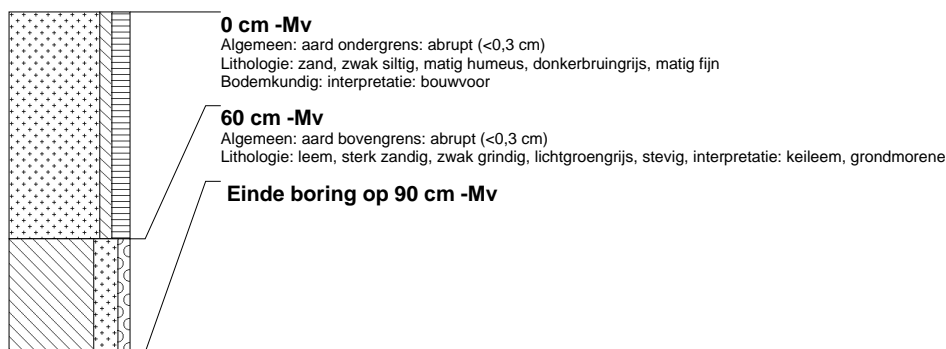 0 cm -Mv
Algemeen: aard ondergrens: abrupt (<0,3 cm)
Lithologie: zand, zwak siltig, matig humeus, donkerbruingrijs, matig fijn
Bodemkundig: interpretatie: bouwvoor
60 cm -Mv
Algemeen: aard bovengrens: abrupt (<0,3 cm)
Lithologie: leem, sterk zandig, zwak grindig, lichtgroengrijs, stevig, interpretatie: keileem, grondmorene
Einde boring op 90 cm -Mv